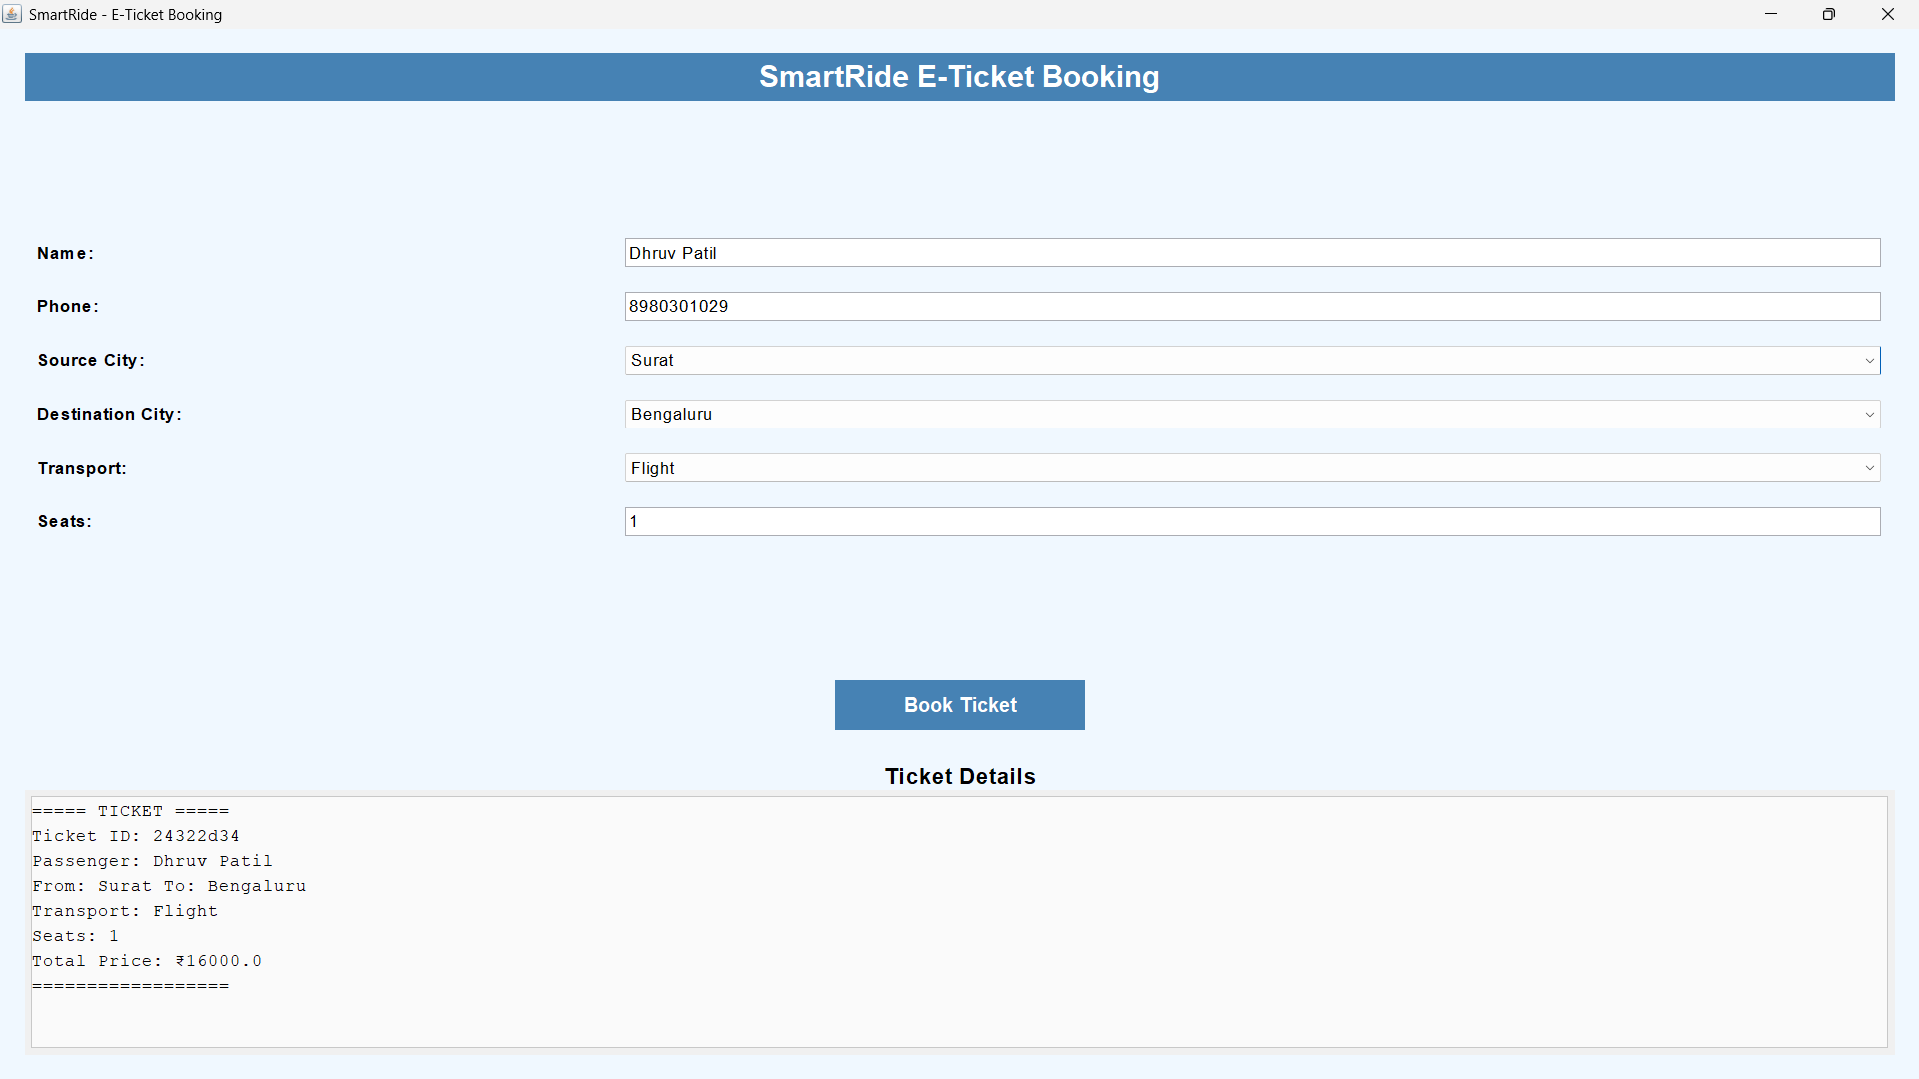 SmartRide - E-Ticket Booking
SmartRide E-Ticket Booking
Name: Dhruv Patil
Phone: 8980301029
Source City: Surat
Destination City: Bengaluru
Transport: Flight
Seats: 1
Book Ticket
Ticket Details
===== TICKET =====
Ticket ID: 24322d34
Passenger: Dhruv Patil
From: Surat To: Bengaluru
Transport: Flight
Seats: 1
Total Price: ₹16000.0
==================